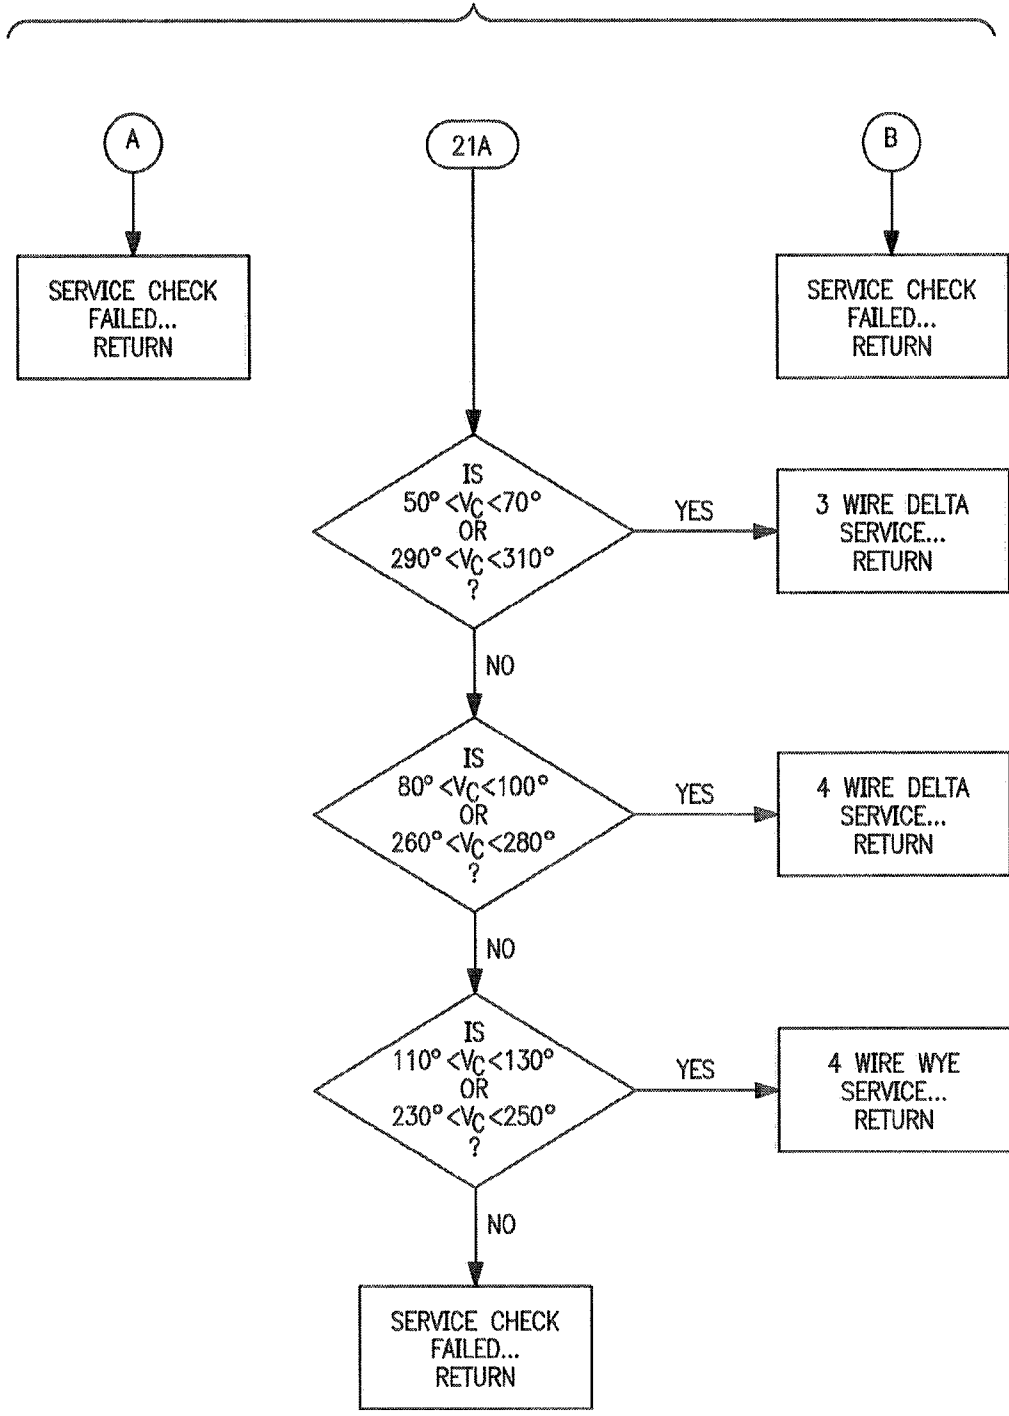 A
21A
B
SERVICE CHECK
FAILED...
RETURN
SERVICE CHECK
FAILED...
RETURN
IS
50° <VC <70°
OR
290° <VC <310°
?
YES
3 WIRE DELTA
SERVICE...
RETURN
NO
IS
80° <VC <100°
OR
260° <VC <280°
?
YES
4 WIRE DELTA
SERVICE...
RETURN
NO
IS
110° <VC <130°
OR
230° <VC <250°
?
YES
4 WIRE WYE
SERVICE...
RETURN
NO
SERVICE CHECK
FAILED...
RETURN